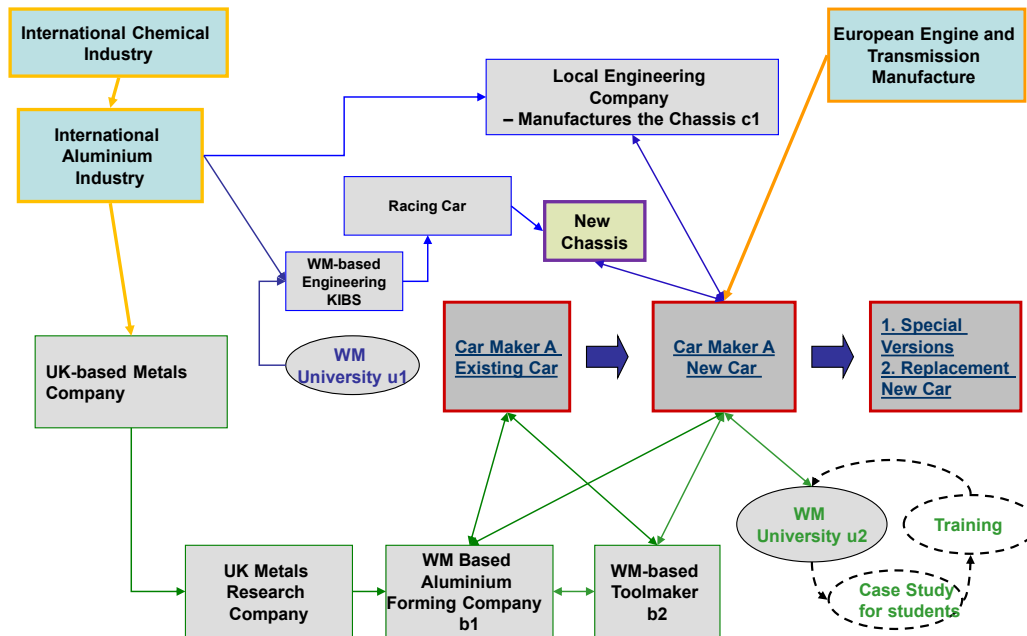 International Chemical
Industry
European Engine and
Transmission
Manufacture
Local Engineering
Company
– Manufactures the Chassis c1
International
Aluminium
Industry
Racing Car
New
Chassis
WM-based
Engineering
KIBS
WM
University u1
UK-based Metals
Company
Car Maker A
Existing Car
Car Maker A
New Car
1. Special
Versions
2. Replacement
New Car
WM
University u2
Training
Case Study
for students
UK Metals
Research
Company
WM Based
Aluminium
Forming Company
b1
WM-based
Toolmaker
b2